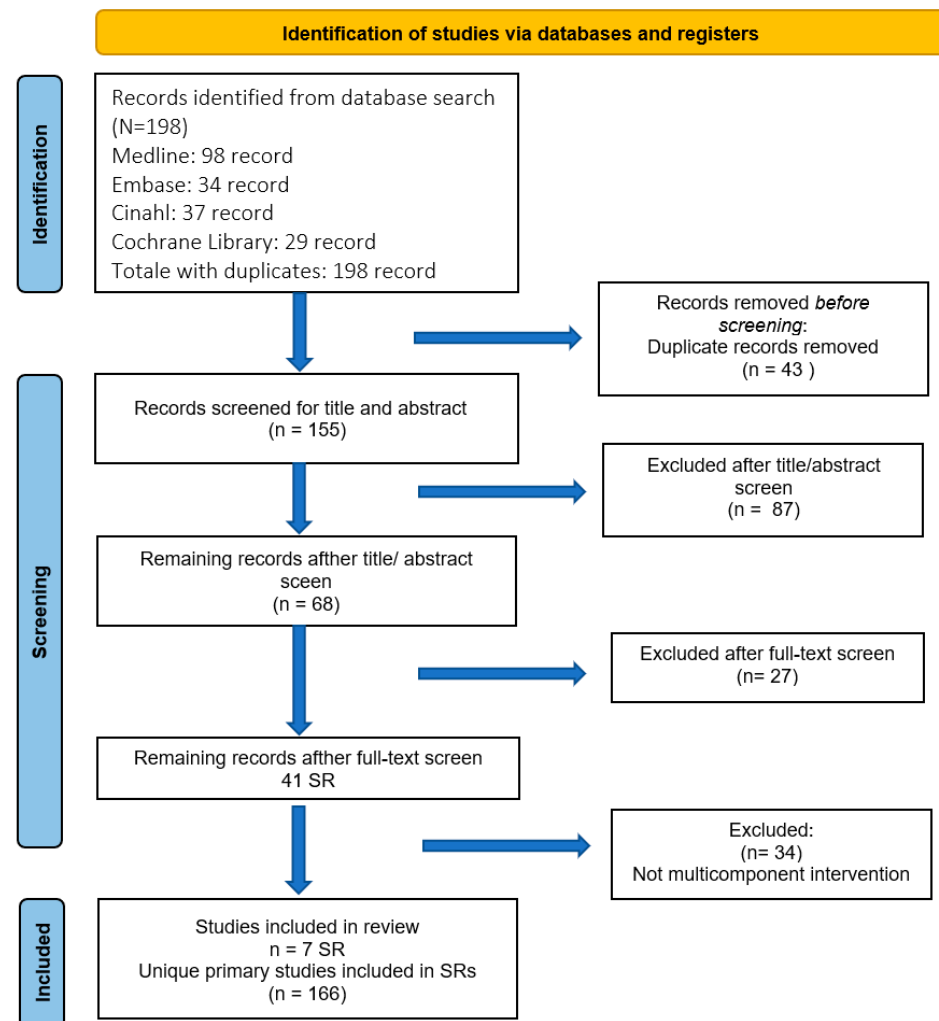 Identification of studies via databases and registers
Identification
Records identified from database search
(N=198)
Medline: 98 record
Embase: 34 record
Cinahl: 37 record
Cochrane Library: 29 record
Totale with duplicates: 198 record
Records removed before
screening:
Duplicate records removed
(n = 43 )
Screening
Records screened for title and abstract
(n = 155)
Excluded after title/abstract
screen
(n =  87)
Remaining records afther title/ abstract
sceen
(n = 68)
Excluded after full-text screen
(n= 27)
Remaining records afther full-text screen
41 SR
Excluded:
(n= 34)
Not multicomponent intervention
Included
Studies included in review
n = 7 SR
Unique primary studies included in SRs
(n = 166)